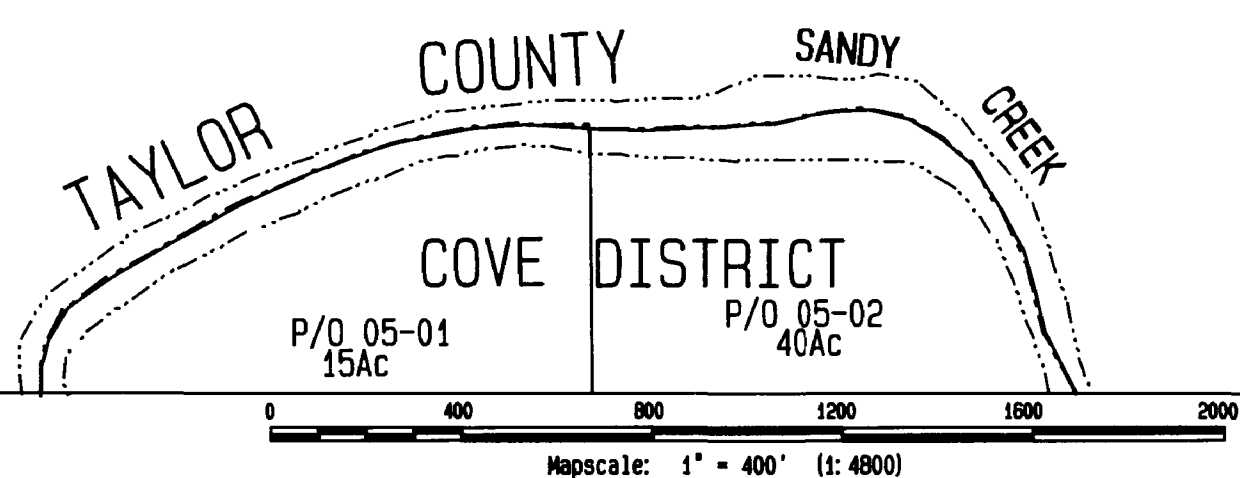 TAYLOR COUNTY
SANDY CREEK
COVE DISTRICT
P/O 05-01
15Ac
P/O 05-02
40Ac
0 400 800 1200 1600 2000
Mapscale: 1" = 400' (1:4800)